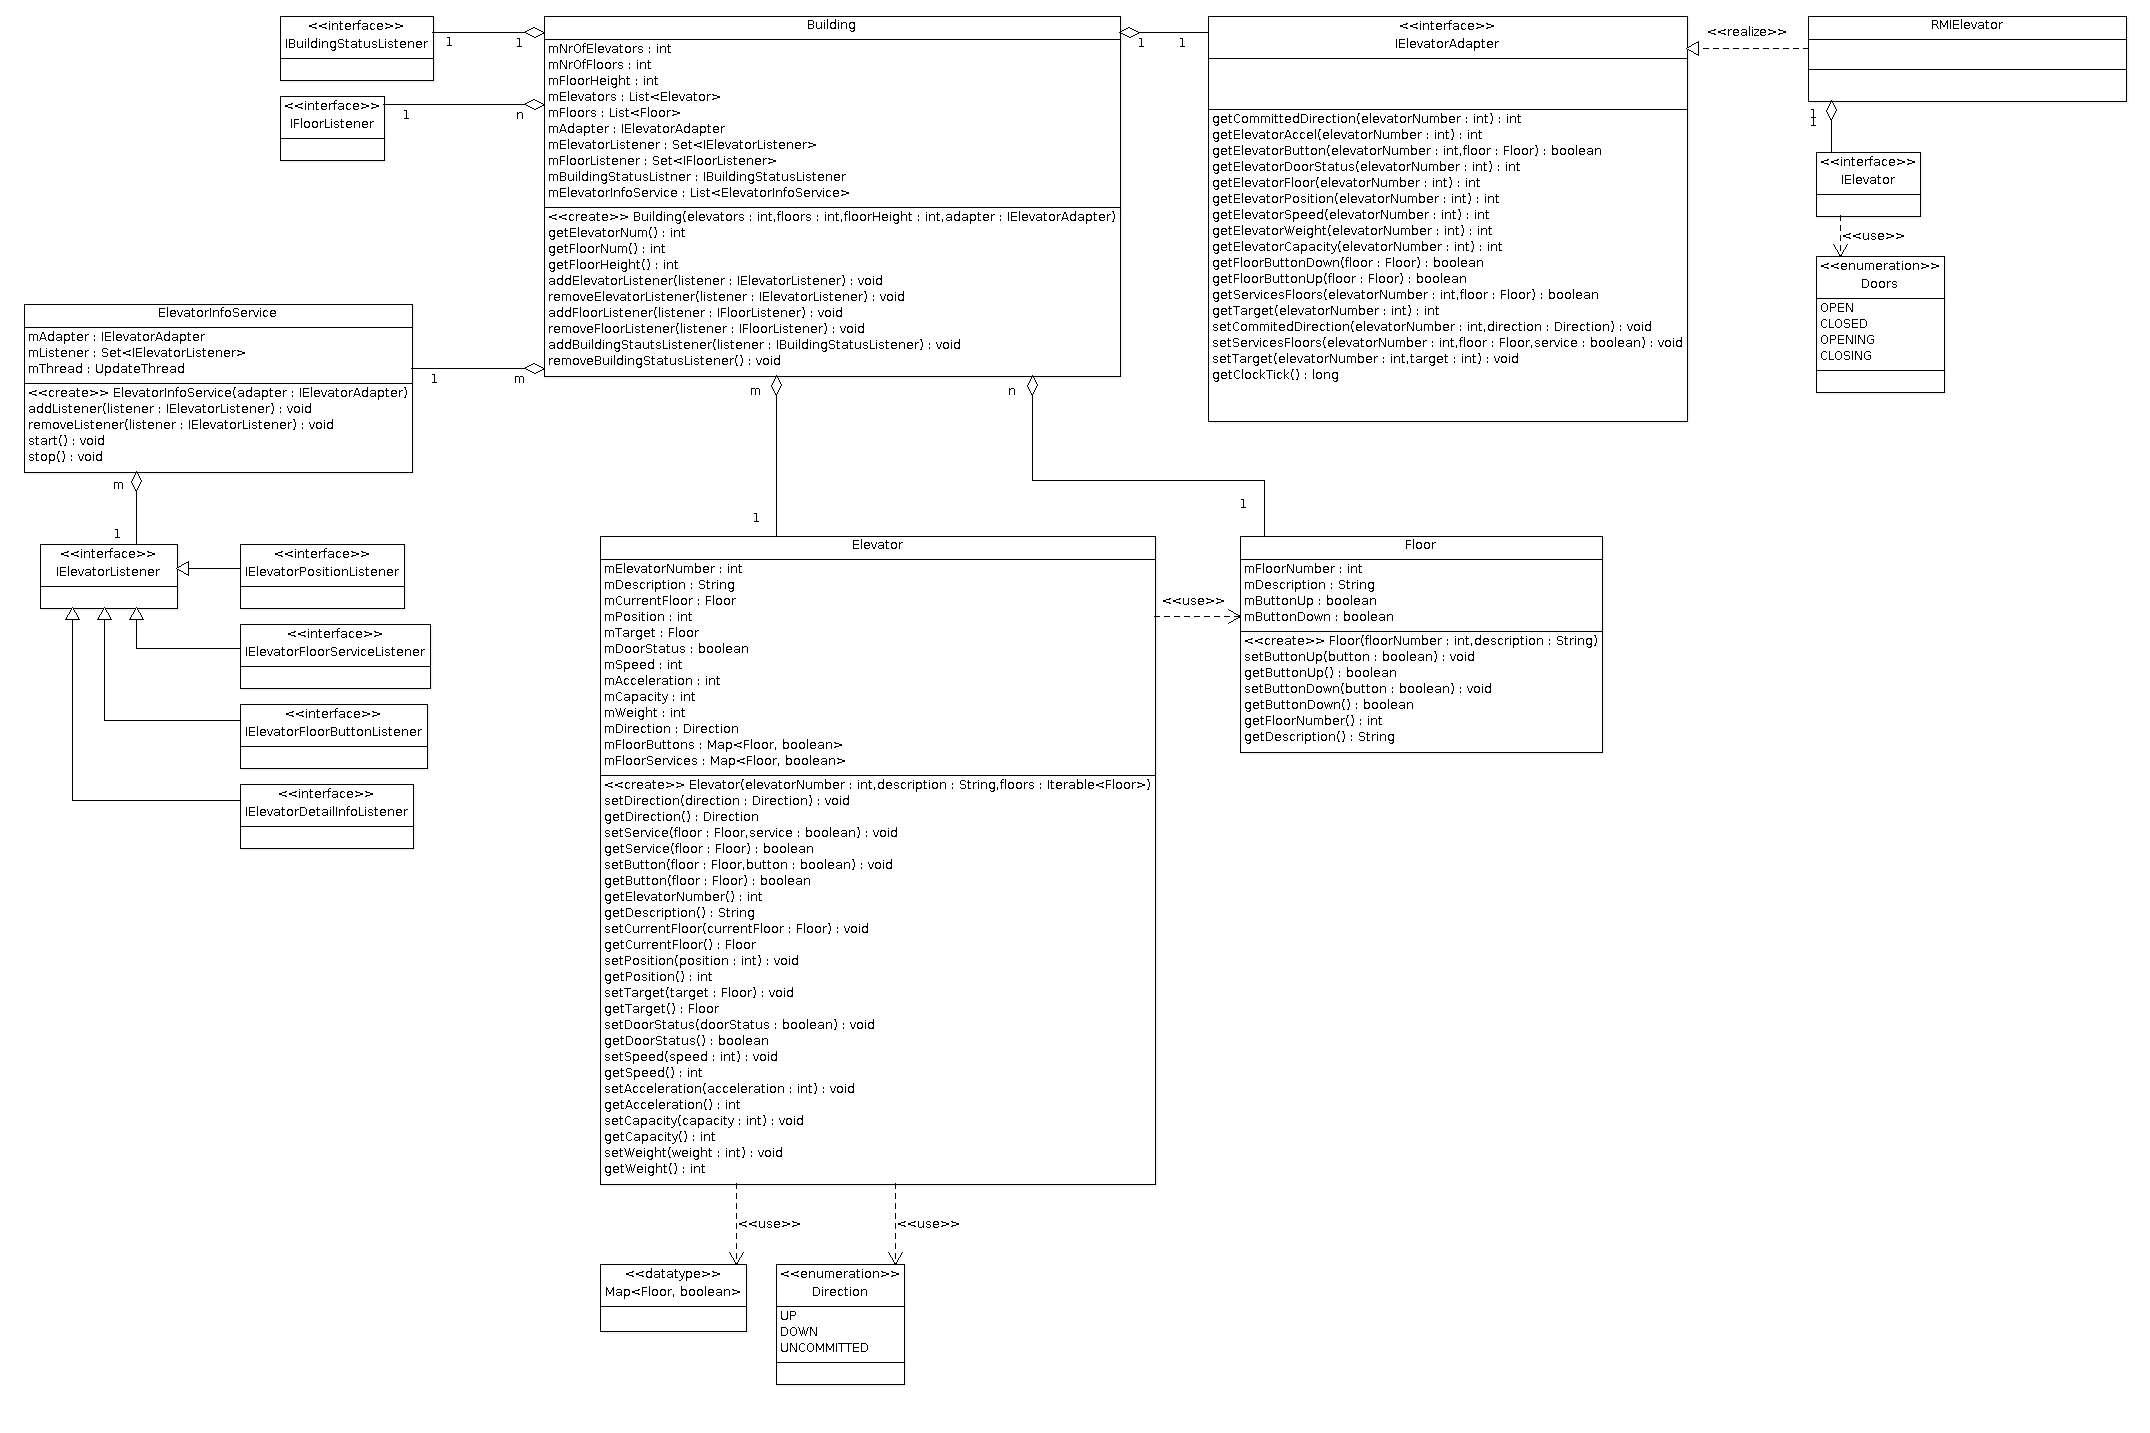 <<interface>>
IBuildingStatusListener
1
1
<<interface>>
IFloorListener
1
n
Building
mNrOfElevators : int
mNrOfFloors : int
mFloorHeight : int
mElevators : List<Elevator>
mFloors : List<Floor>
mAdapter : IElevatorAdapter
mElevatorListener : Set<IElevatorListener>
mFloorListener : Set<IFloorListener>
mBuildingStatusListner : IBuildingStatusListener
mElevatorInfoService : List<ElevatorInfoService>
<<create>> Building(elevators : int,floors : int,floorHeight : int,adapter : IElevatorAdapter)
getElevatorNum() : int
getFloorNum() : int
getFloorHeight() : int
addElevatorListener(listener : IElevatorListener) : void
removeElevatorListener(listener : IElevatorListener) : void
addFloorListener(listener : IFloorListener) : void
removeFloorListener(listener : IFloorListener) : void
addBuildingStautsListener(listener : IBuildingStatusListener) : void
removeBuildingStatusListener() : void
1
1
<<interface>>
IElevatorAdapter
getCommittedDirection(elevatorNumber : int) : int
getElevatorAccel(elevatorNumber : int) : int
getElevatorButton(elevatorNumber : int,floor : Floor) : boolean
getElevatorDoorStatus(elevatorNumber : int) : int
getElevatorFloor(elevatorNumber : int) : int
getElevatorPosition(elevatorNumber : int) : int
getElevatorSpeed(elevatorNumber : int) : int
getElevatorWeight(elevatorNumber : int) : int
getElevatorCapacity(elevatorNumber : int) : int
getFloorButtonDown(floor : Floor) : boolean
getFloorButtonUp(floor : Floor) : boolean
getServicesFloors(elevatorNumber : int,floor : Floor) : boolean
getTarget(elevatorNumber : int) : int
setCommitedDirection(elevatorNumber : int,direction : Direction) : void
setServicesFloors(elevatorNumber : int,floor : Floor,service : boolean) : void
setTarget(elevatorNumber : int,target : int) : void
getClockTick() : long
<<realize>>
RMIElevator
1
1
<<interface>>
IElevator
<<use>>
<<enumeration>>
Doors
OPEN
CLOSED
OPENING
CLOSING
ElevatorInfoService
mAdapter : IElevatorAdapter
mListener : Set<IElevatorListener>
mThread : UpdateThread
<<create>> ElevatorInfoService(adapter : IElevatorAdapter)
addListener(listener : IElevatorListener) : void
removeListener(listener : IElevatorListener) : void
start() : void
stop() : void
1
m
m
1
<<interface>>
IElevatorListener
<<interface>>
IElevatorPositionListener
<<interface>>
IElevatorFloorServiceListener
<<interface>>
IElevatorFloorButtonListener
<<interface>>
IElevatorDetailInfoListener
m
1
n
1
Elevator
mElevatorNumber : int
mDescription : String
mCurrentFloor : Floor
mPosition : int
mTarget : Floor
mDoorStatus : boolean
mSpeed : int
mAcceleration : int
mCapacity : int
mWeight : int
mDirection : Direction
mFloorButtons : Map<Floor, boolean>
mFloorServices : Map<Floor, boolean>
<<create>> Elevator(elevatorNumber : int,description : String,floors : Iterable<Floor>)
setDirection(direction : Direction) : void
getDirection() : Direction
setService(floor : Floor,service : boolean) : void
getService(floor : Floor) : boolean
setButton(floor : Floor,button : boolean) : void
getButton(floor : Floor) : boolean
getElevatorNumber() : int
getDescription() : String
setCurrentFloor(currentFloor : Floor) : void
getCurrentFloor() : Floor
setPosition(position : int) : void
getPosition() : int
setTarget(target : Floor) : void
getTarget() : Floor
setDoorStatus(doorStatus : boolean) : void
getDoorStatus() : boolean
setSpeed(speed : int) : void
getSpeed() : int
setAcceleration(acceleration : int) : void
getAcceleration() : int
setCapacity(capacity : int) : void
getCapacity() : int
setWeight(weight : int) : void
getWeight() : int
<<use>>
Floor
mFloorNumber : int
mDescription : String
mButtonUp : boolean
mButtonDown : boolean
<<create>> Floor(floorNumber : int,description : String)
setButtonUp(button : boolean) : void
getButtonUp() : boolean
setButtonDown(button : boolean) : void
getButtonDown() : boolean
getFloorNumber() : int
getDescription() : String
<<use>>
<<use>>
<<datatype>>
Map<Floor, boolean>
<<enumeration>>
Direction
UP
DOWN
UNCOMMITTED